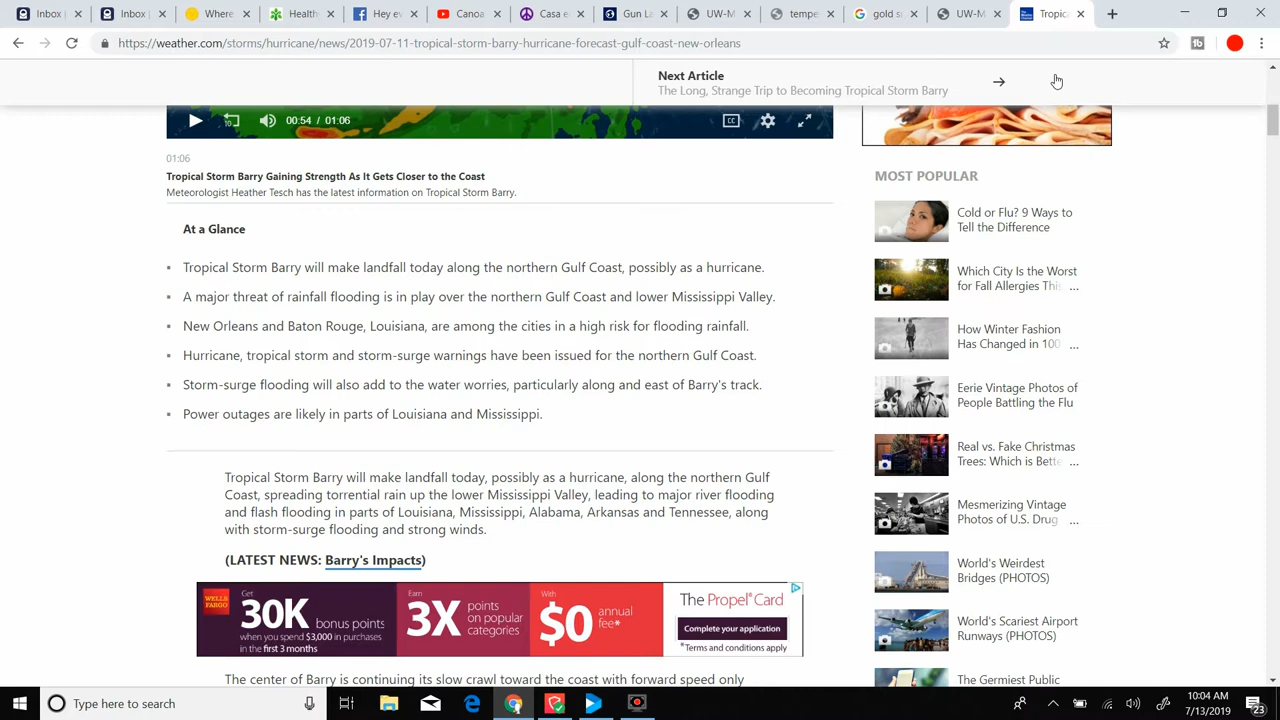 Inbox (
Inbox (
Where
Health
Hey e
Canoa
Casa e
Gun La
UW-M
tempe
gold s
UW-M
Tropica
https://weather.com/storms/hurricane/news/2019-07-11-tropical-storm-barry-hurricane-forecast-gulf-coast-new-orleans
Next Article
The Long, Strange Trip to Becoming Tropical Storm Barry
00:54 / 01:06
CC
01:06
Tropical Storm Barry Gaining Strength As It Gets Closer to the Coast
Meteorologist Heather Tesch has the latest information on Tropical Storm Barry.
At a Glance
Tropical Storm Barry will make landfall today along the northern Gulf Coast, possibly as a hurricane.
A major threat of rainfall flooding is in play over the northern Gulf Coast and lower Mississippi Valley.
New Orleans and Baton Rouge, Louisiana, are among the cities in a high risk for flooding rainfall.
Hurricane, tropical storm and storm-surge warnings have been issued for the northern Gulf Coast.
Storm-surge flooding will also add to the water worries, particularly along and east of Barry's track.
Power outages are likely in parts of Louisiana and Mississippi.
Tropical Storm Barry will make landfall today, possibly as a hurricane, along the northern Gulf
Coast, spreading torrential rain up the lower Mississippi Valley, leading to major river flooding
and flash flooding in parts of Louisiana, Mississippi, Alabama, Arkansas and Tennessee, along
with storm-surge flooding and strong winds.
(LATEST NEWS: Barry's Impacts)
WELLS FARGO
Get
30K bonus points
when you spend $3,000 in purchases
in the first 3 months
Earn
3X points
on popular
categories
With
$0 annual
fee*
The Propel® Card
Complete your application
*Terms and conditions apply
The center of Barry is continuing its slow crawl toward the coast with forward speed only
MOST POPULAR
Cold or Flu? 9 Ways to
Tell the Difference
Which City Is the Worst
for Fall Allergies This ...
How Winter Fashion
Has Changed in 100 ...
Eerie Vintage Photos of
People Battling the Flu
Real vs. Fake Christmas
Trees: Which is Bette ...
Mesmerizing Vintage
Photos of U.S. Drug ...
World's Weirdest
Bridges (PHOTOS)
World's Scariest Airport
Runways (PHOTOS)
The Germiest Public
Type here to search
10:04 AM
7/13/2019
23